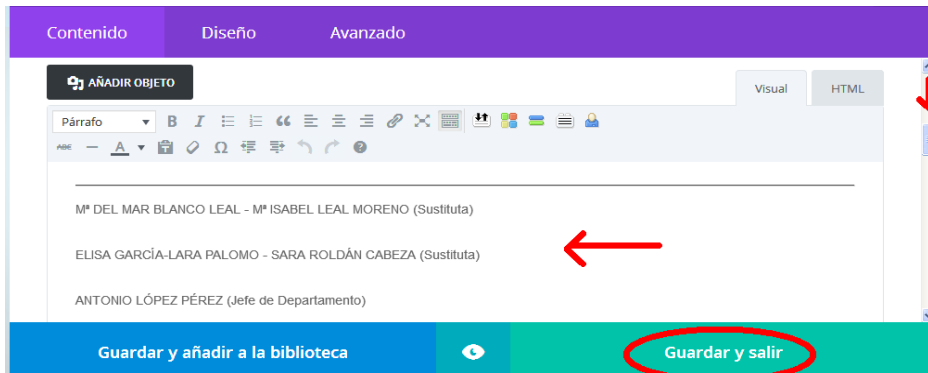 Contenido Diseño Avanzado
AÑADIR OBJETO
Visual HTML
Párrafo B I “
ABE A Ω ?
Mª DEL MAR BLANCO LEAL - Mª ISABEL LEAL MORENO (Sustituta)
ELISA GARCÍA-LARA PALOMO - SARA ROLDÁN CABEZA (Sustituta)
ANTONIO LÓPEZ PÉREZ (Jefe de Departamento)
Guardar y añadir a la biblioteca Guardar y salir